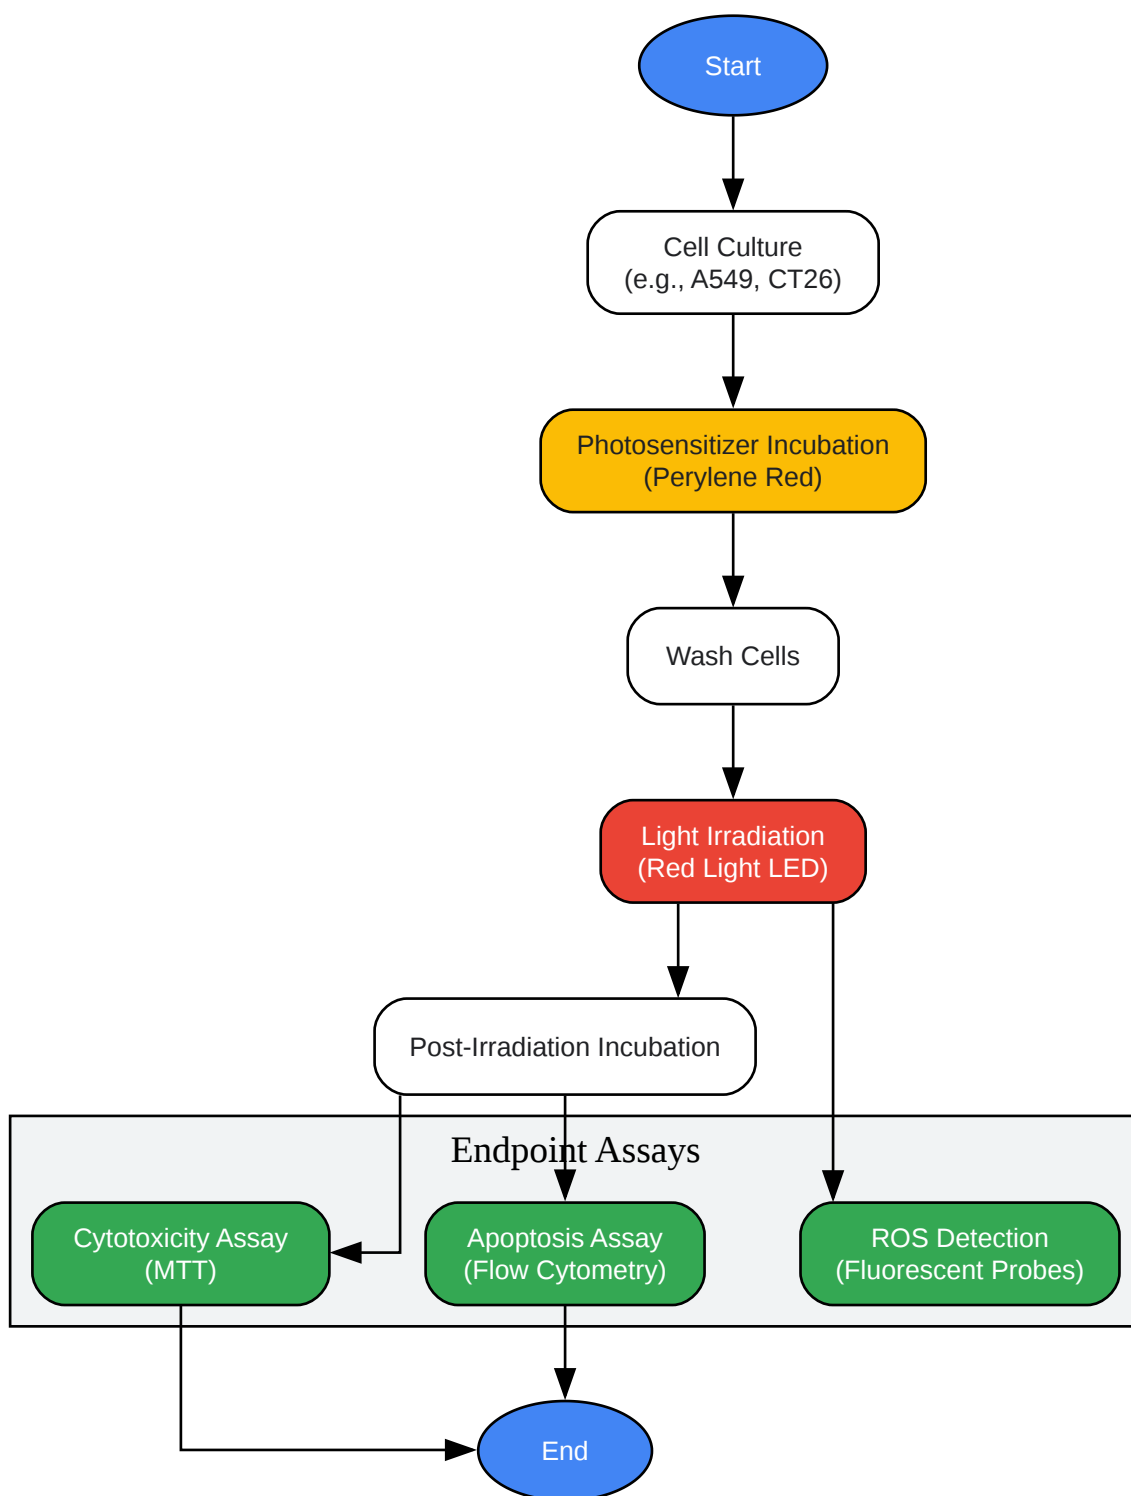 Start
Cell Culture
(e.g., A549, CT26)
Photosensitizer Incubation
(Perylene Red)
Wash Cells
Light Irradiation
(Red Light LED)
Post-Irradiation Incubation
Endpoint Assays
Cytotoxicity Assay
(MTT)
Apoptosis Assay
(Flow Cytometry)
ROS Detection
(Fluorescent Probes)
End